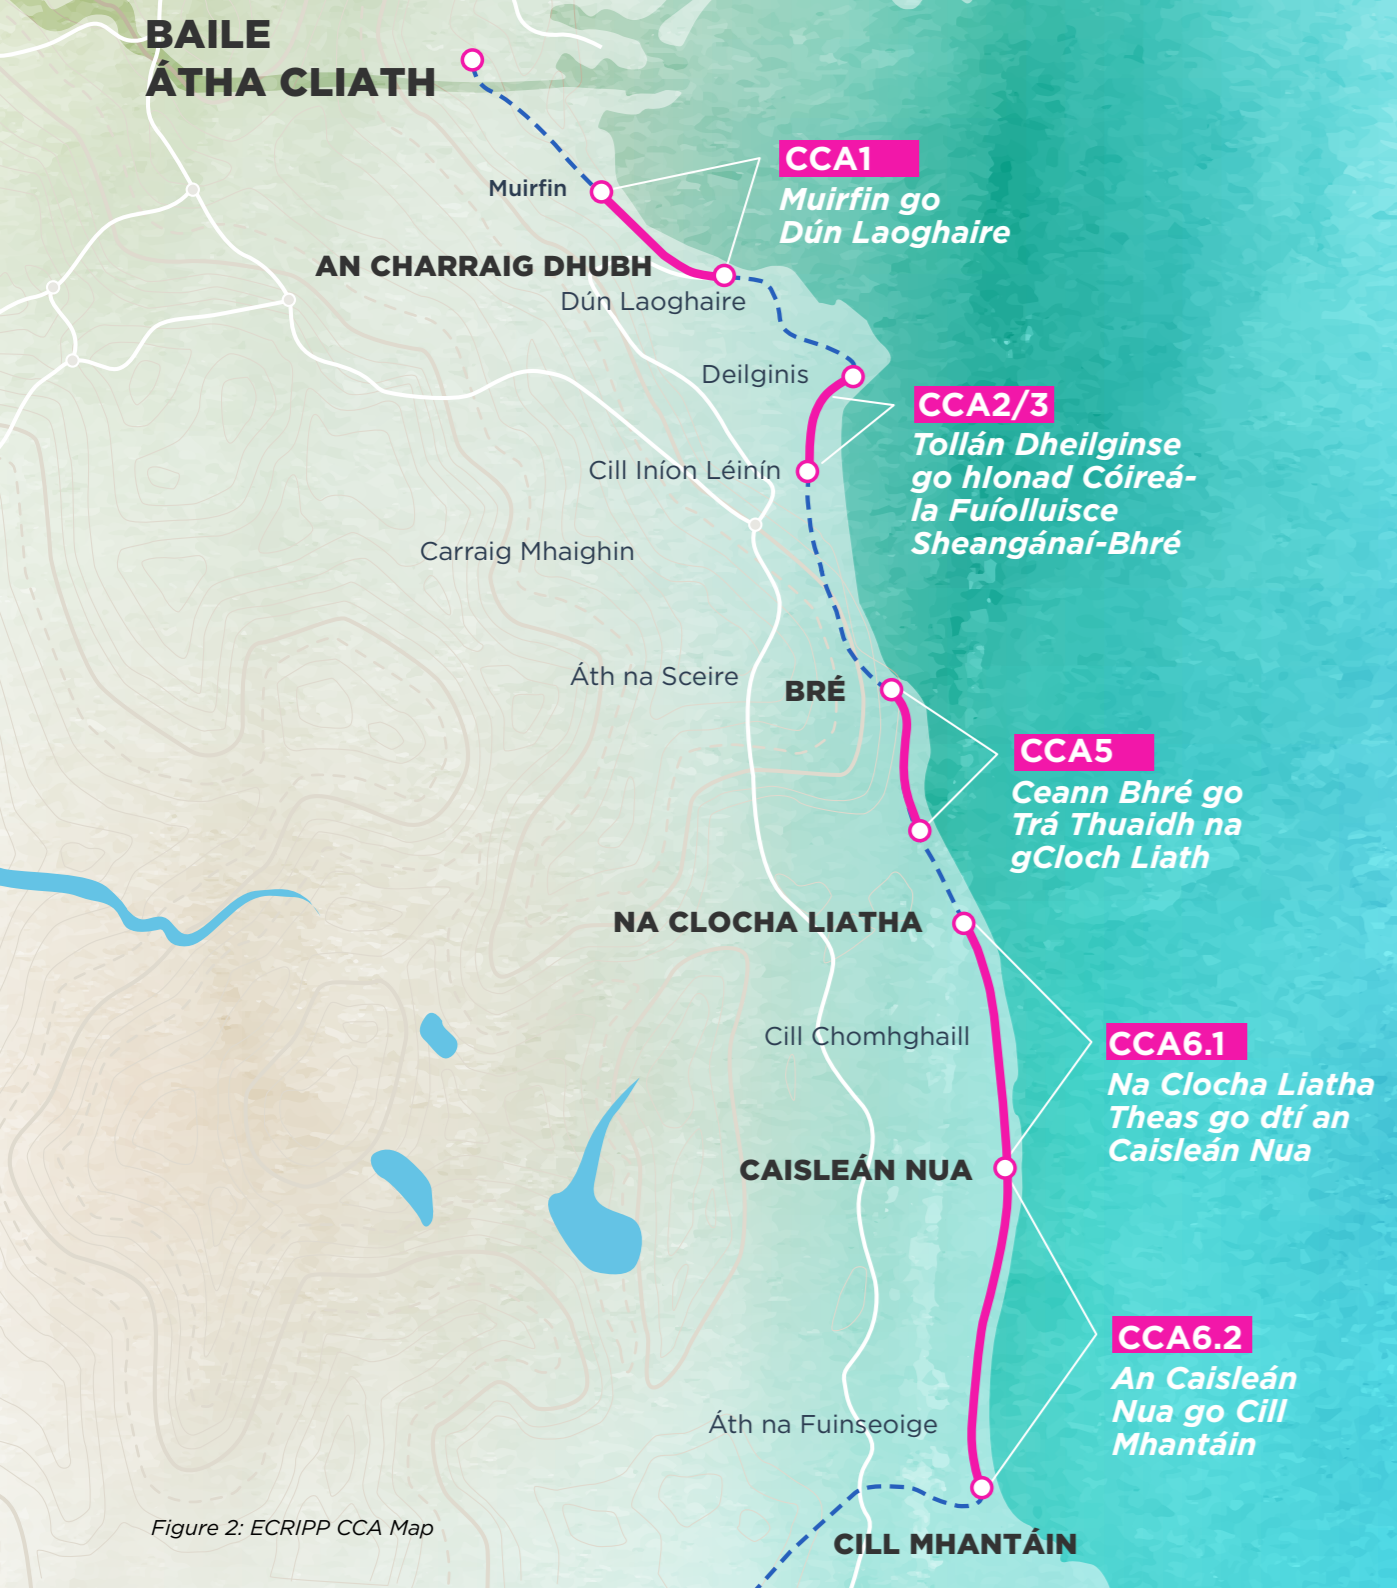 BAILE
ÁTHA CLIATH
CCA1
Muirfin go
Dún Laoghaire
Muirfin
AN CHARRAIG DHUBH
Dún Laoghaire
Deilginis
CCA2/3
Tollán Dheilginse
go hIonad Cóireá-
la Fuíolluisce
Sheangánaí-Bhré
Cill Iníon Léinín
Carraig Mhaighin
Áth na Sceire
BRÉ
CCA5
Ceann Bhré go
Trá Thuaidh na
gCloch Liath
NA CLOCHA LIATHA
Cill Chomhghaill
CCA6.1
Na Clocha Liatha
Theas go dtí an
Caisleán Nua
CAISLEÁN NUA
CCA6.2
An Caisleán
Nua go Cill
Mhantáin
Áth na Fuinseoige
Figure 2: ECRIPP CCA Map
CILL MHANTÁIN